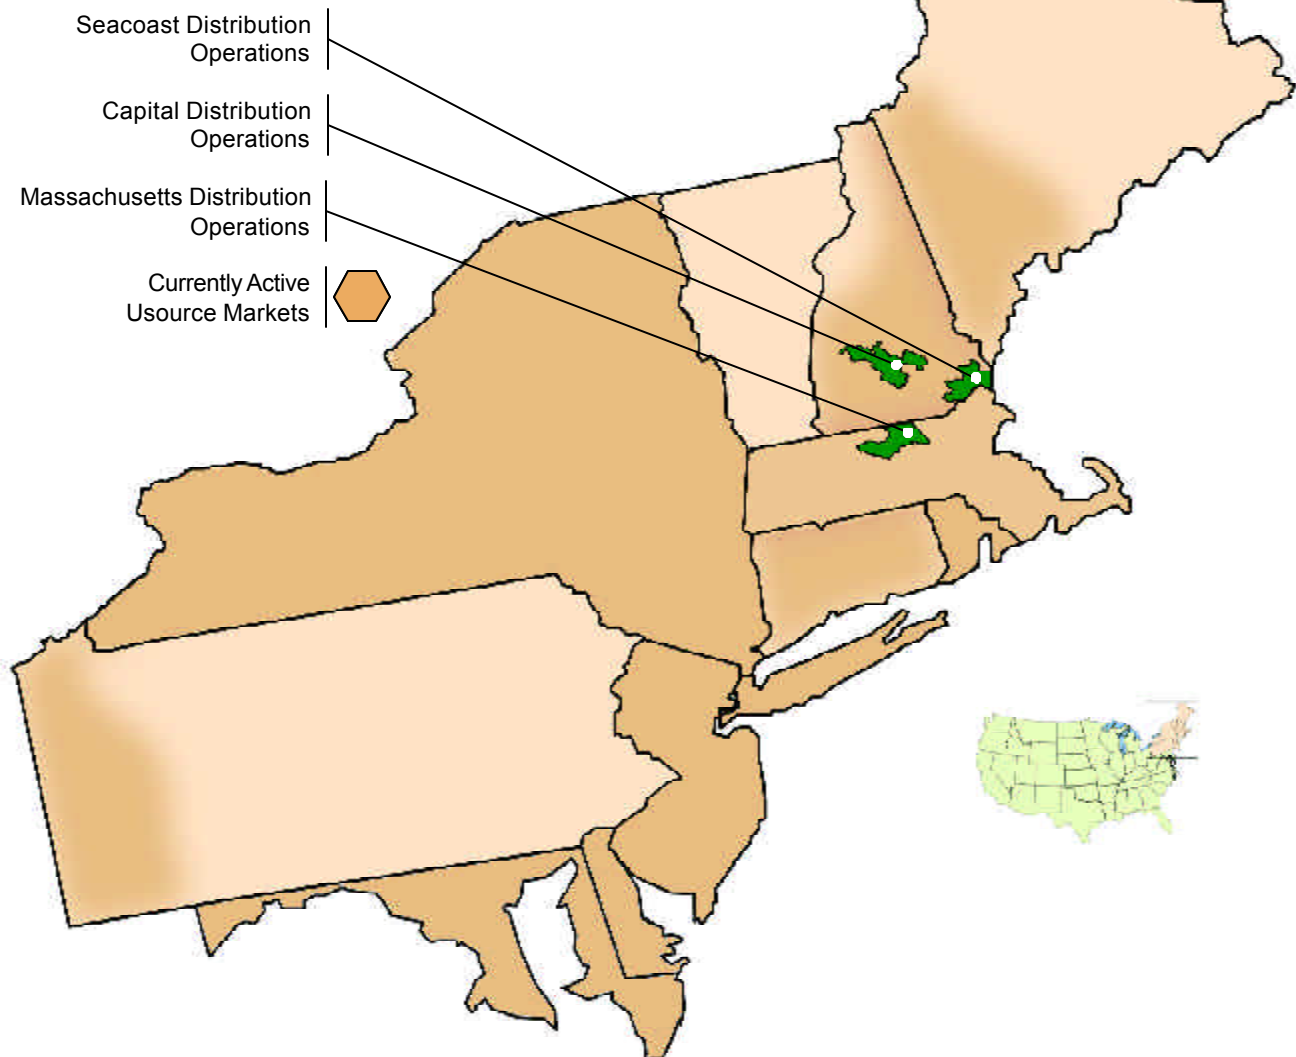 Seacoast Distribution
Operations
Capital Distribution
Operations
Massachusetts Distribution
Operations
Currently Active
Usource Markets